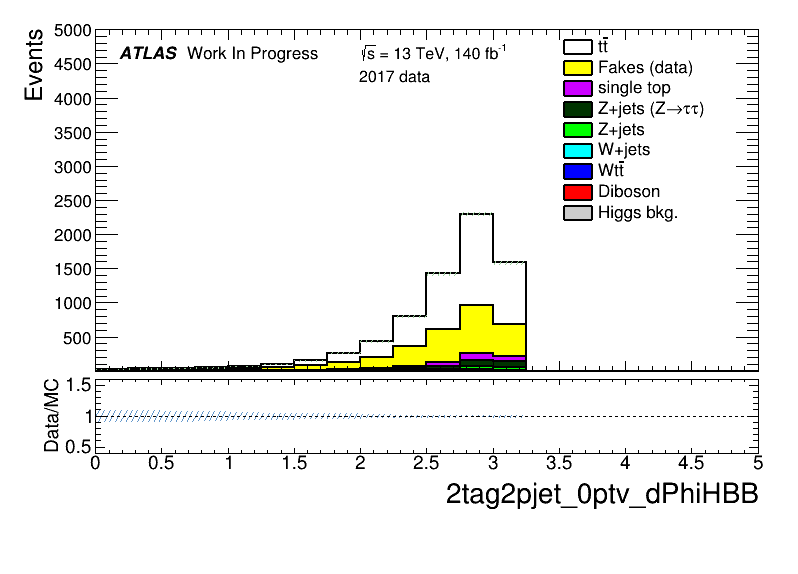 5000
4500
4000
3500
3000
2500
2000
1500
1000
500
Events
ATLAS Work In Progress
√s = 13 TeV, 140 fb⁻¹
2017 data
tt̄
Fakes (data)
single top
Z+jets (Z→ττ)
Z+jets
W+jets
Wtt̄
Diboson
Higgs bkg.
1.5
1
0.5
Data/MC
0 0.5 1 1.5 2 2.5 3 3.5 4 4.5 5
2tag2pjet_0ptv_dPhiHBB